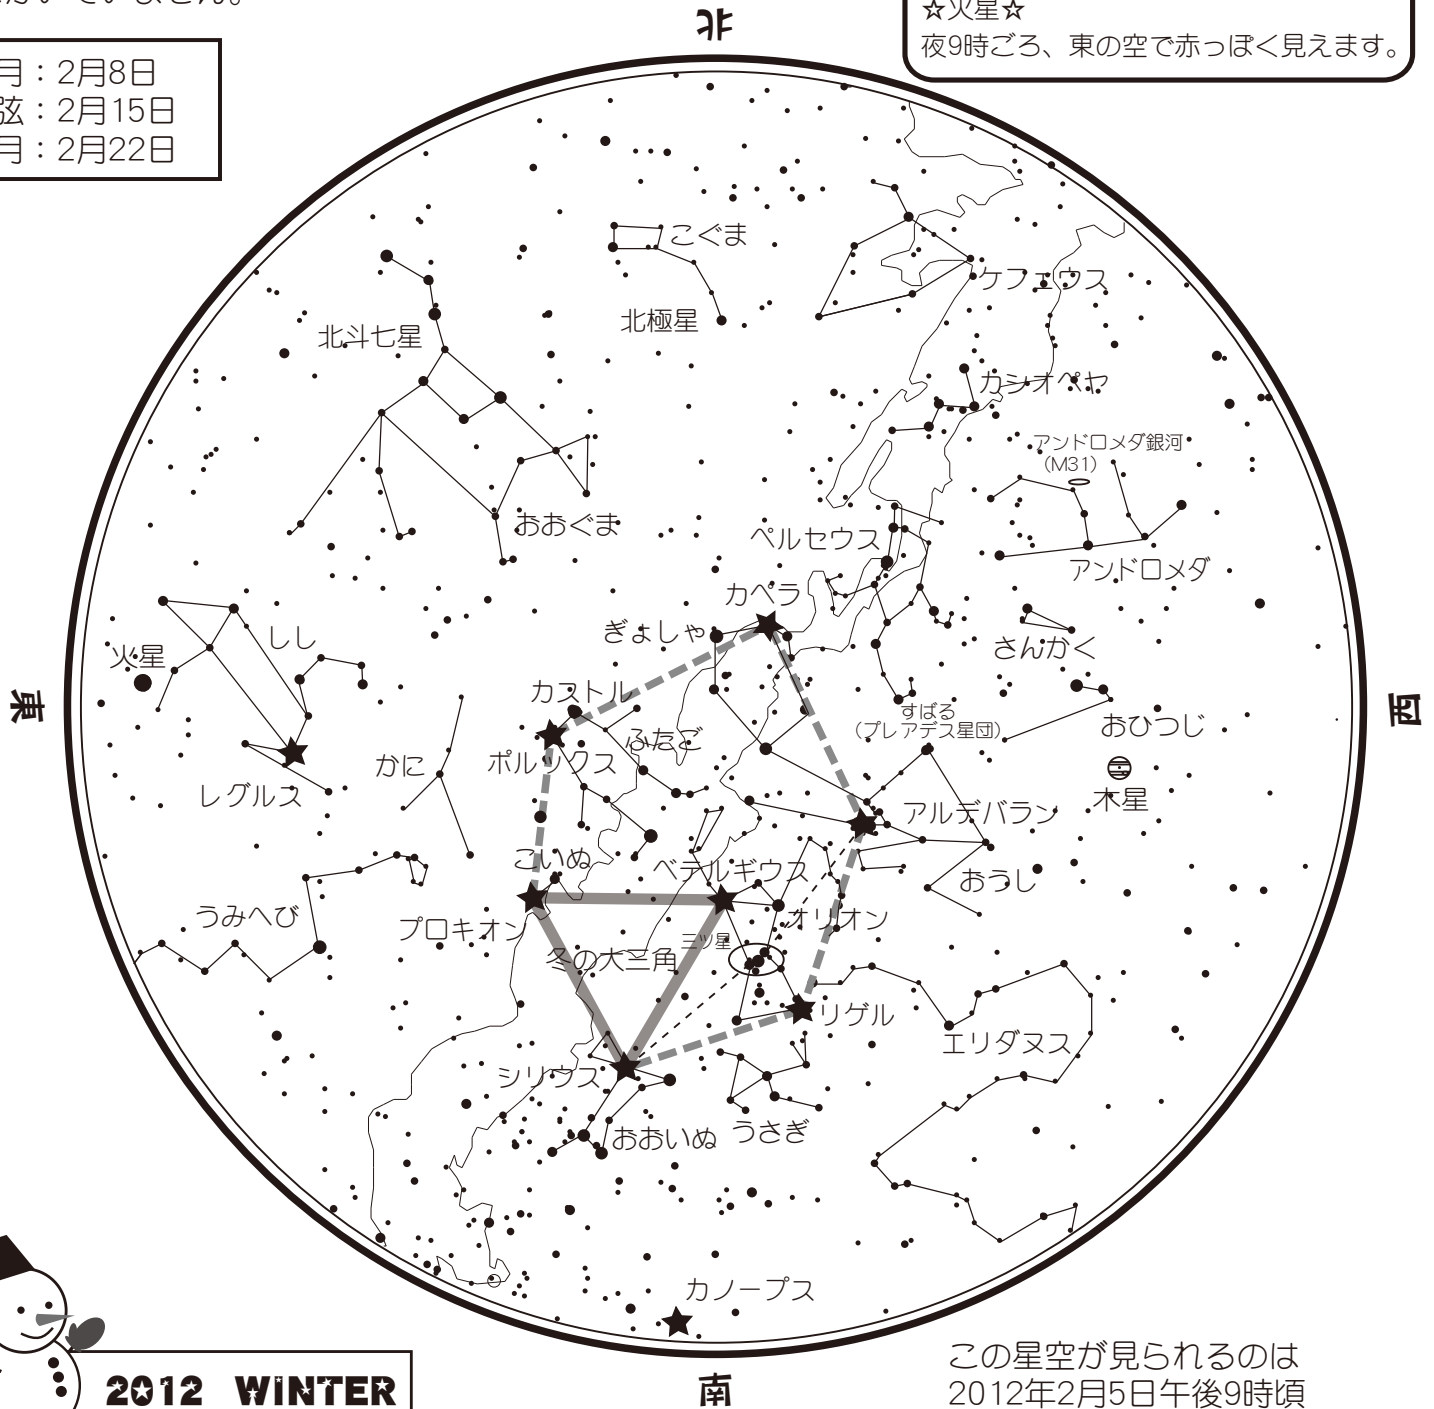 いていません。
北
☆火星☆
夜9時ごろ、東の空で赤っぽく見えます。
月：2月8日
弦：2月15日
月：2月22日
こぐま
ケフェウス
北極星
北斗七星
カシオペヤ
アンドロメダ銀河
（M31）
おおぐま
ペルセウス
アンドロメダ
カペラ
ぎょしゃ
しし
さんかく
火星
カストル
東
西
すばる
（プレアデス星団）
おひつじ
ふたご
ポルックス
かに
レグルス
木星
アルデバラン
こいぬ
ベテルギウス
おうし
うみへび
プロキオン
オリオン
三ツ星
冬の大三角
リゲル
エリダヌス
シリウス
おおいぬ
うさぎ
カノープス
この星空が見られるのは
2012年2月5日午後9時頃
2012 WINTER
南